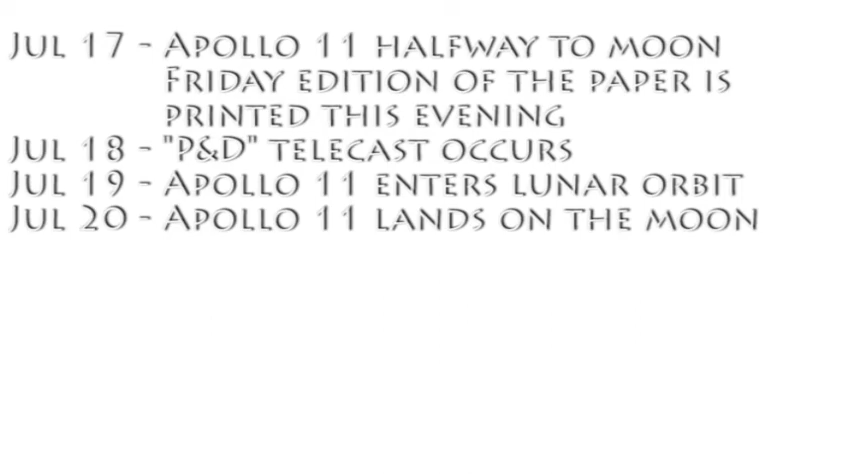 Jul 17 - Apollo 11 halfway to moon
Friday edition of the paper is
printed this evening
Jul 18 - "P&D" telecast occurs
Jul 19 - Apollo 11 enters lunar orbit
Jul 20 - Apollo 11 lands on the moon